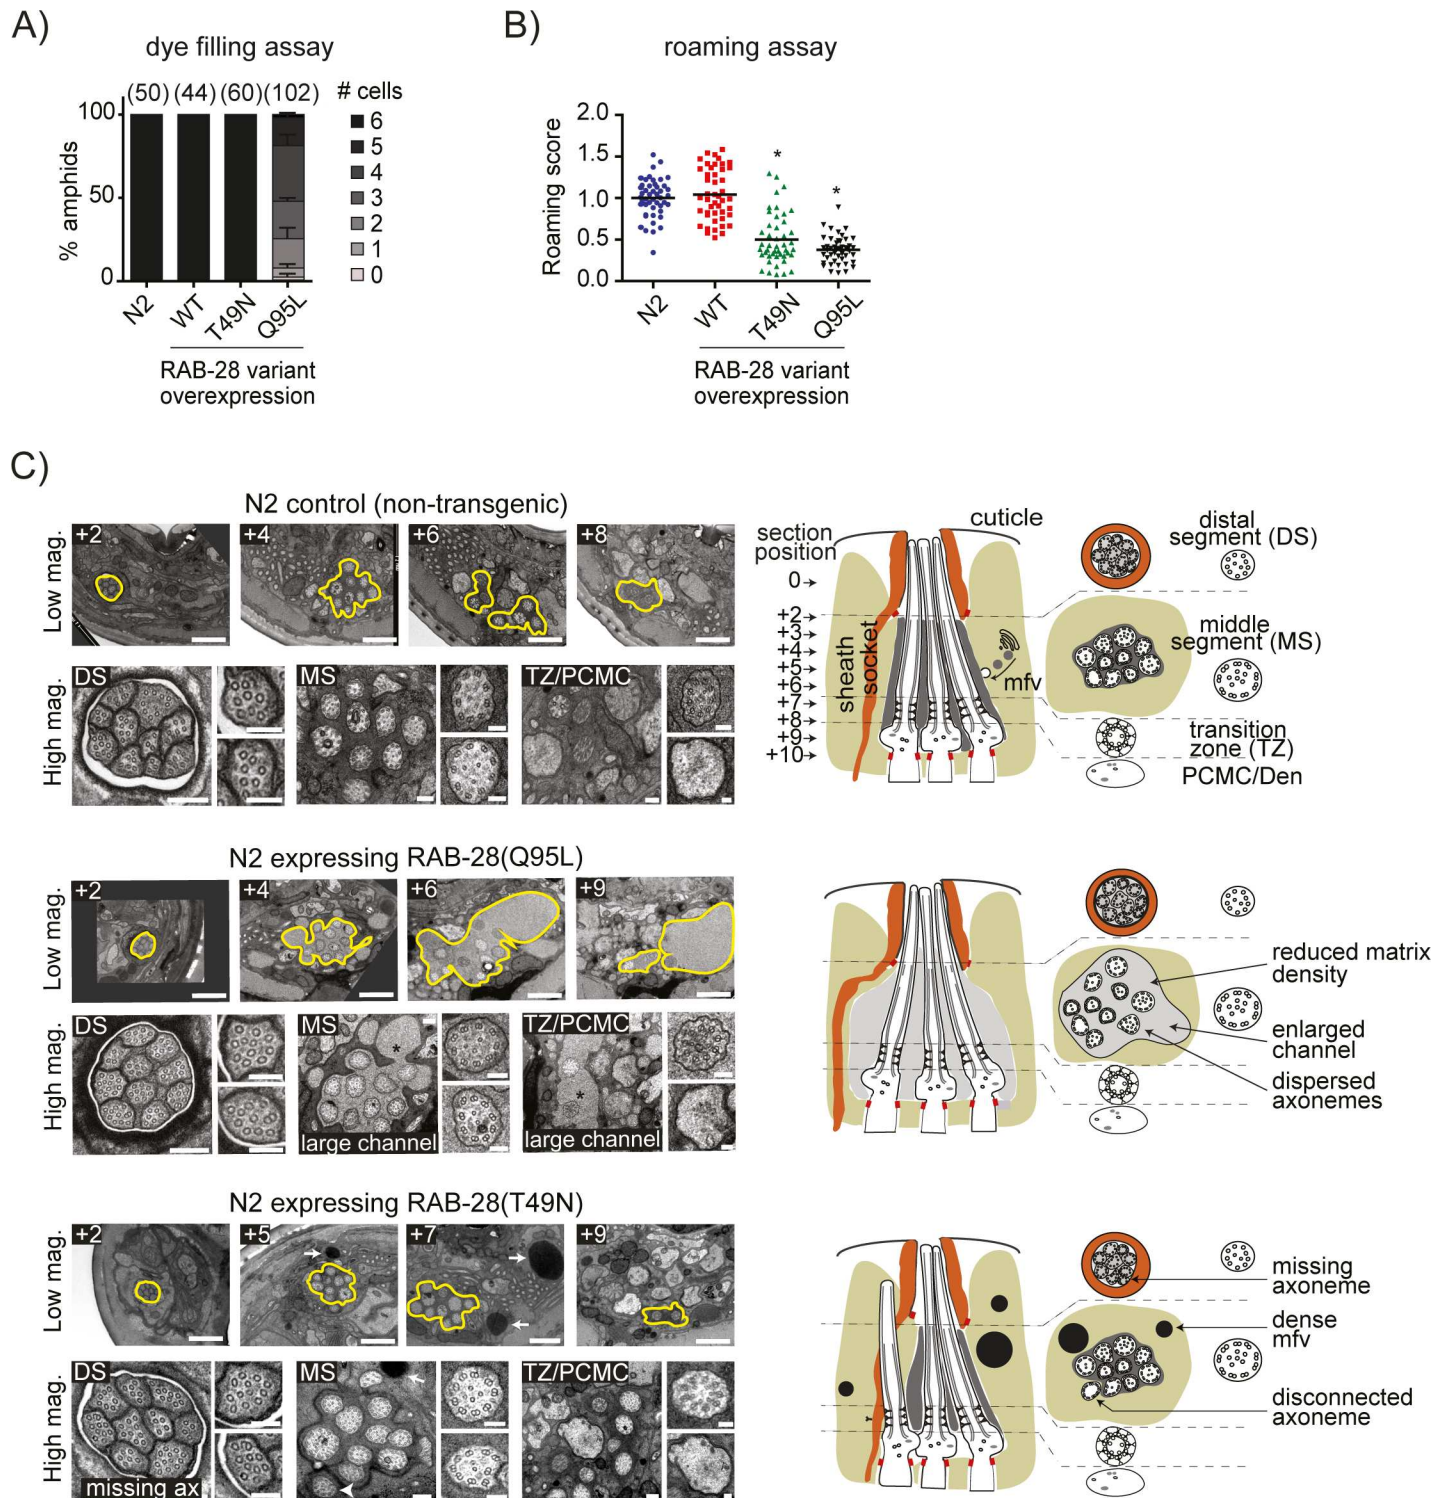 A)
dye filling assay
(50) (44) (60) (102)
# cells
100
50
0
% amphids
6
5
4
3
2
1
0
N2
WT
T49N
Q95L
RAB-28 variant
overexpression
B)
roaming assay
2.0
1.5
1.0
0.5
0.0
Roaming score
*
*
N2
WT
T49N
Q95L
RAB-28 variant
overexpression
C)
N2 control (non-transgenic)
Low mag.
+2
+4
+6
+8
High mag.
DS
MS
TZ/PCMC
section
position
0
+2
+3
+4
+5
+6
+7
+8
+9
+10
cuticle
sheath
socket
mfv
distal
segment (DS)
middle
segment (MS)
transition
zone (TZ)
PCMC/Den
N2 expressing RAB-28(Q95L)
Low mag.
+2
+4
+6
+9
High mag.
DS
MS
*
large channel
TZ/PCMC
*
large channel
reduced matrix
density
enlarged
channel
dispersed
axonemes
N2 expressing RAB-28(T49N)
Low mag.
+2
+5
+7
+9
High mag.
DS
missing ax
MS
TZ/PCMC
missing
axoneme
dense
mfv
disconnected
axoneme